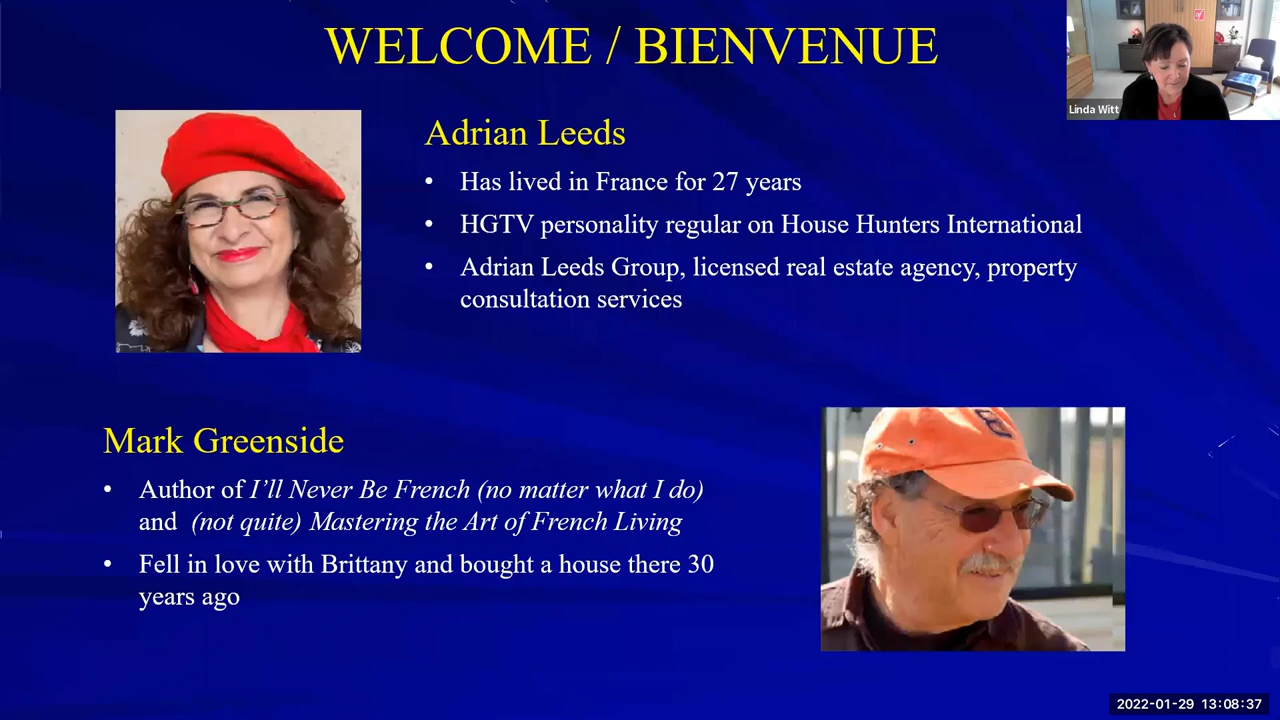 WELCOME / BIENVENUE
Linda Witt
Adrian Leeds
• Has lived in France for 27 years
• HGTV personality regular on House Hunters International
• Adrian Leeds Group, licensed real estate agency, property
consultation services
Mark Greenside
• Author of I’ll Never Be French (no matter what I do)
and (not quite) Mastering the Art of French Living
• Fell in love with Brittany and bought a house there 30
years ago
2022-01-29 13:08:37